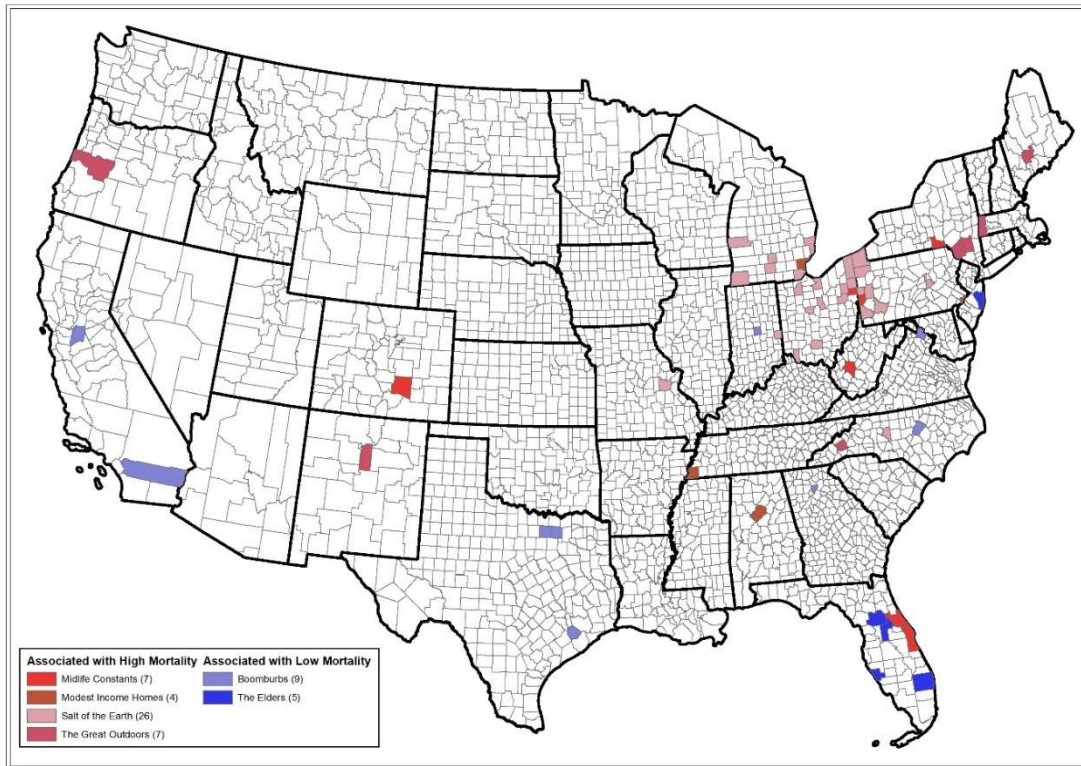 Associated with High Mortality Associated with Low Mortality
Midlife Constants (7) Boomburbs (9)
Modest Income Homes (4) The Elders (5)
Salt of the Earth (26)
The Great Outdoors (7)